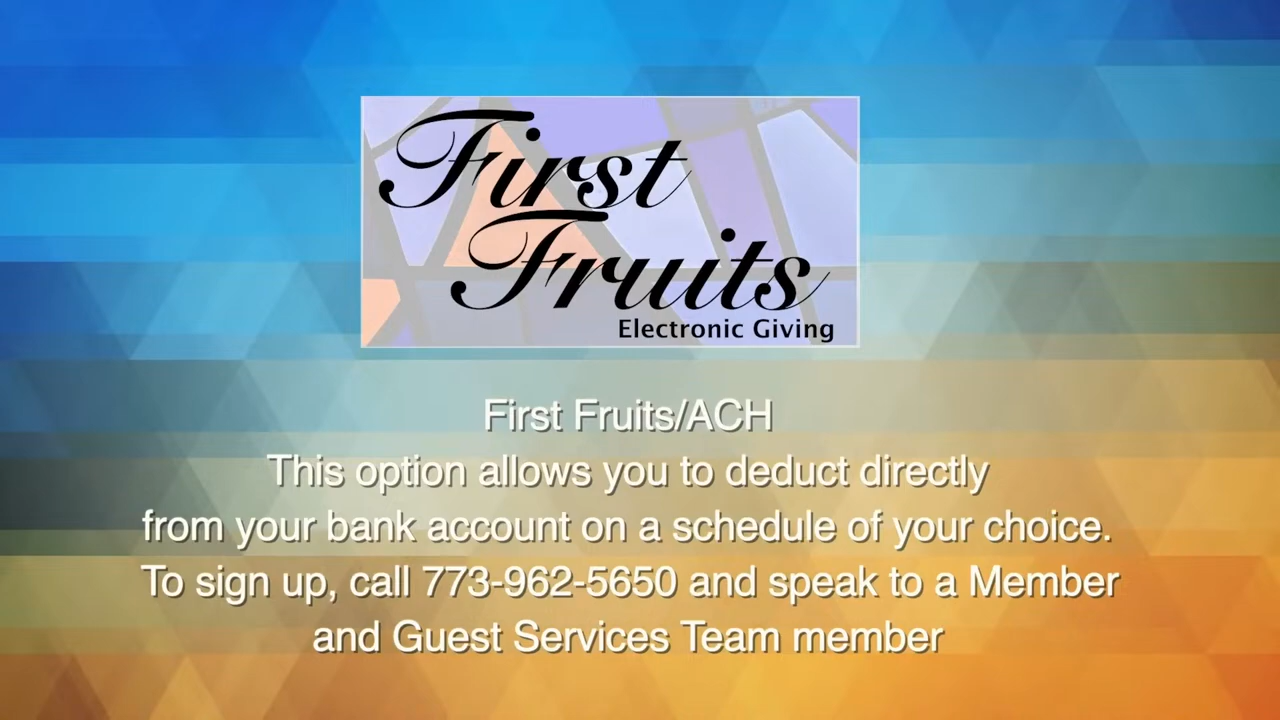 First
Fruits
Electronic Giving
First Fruits/ACH
This option allows you to deduct directly
from your bank account on a schedule of your choice.
To sign up, call 773-962-5650 and speak to a Member
and Guest Services Team member